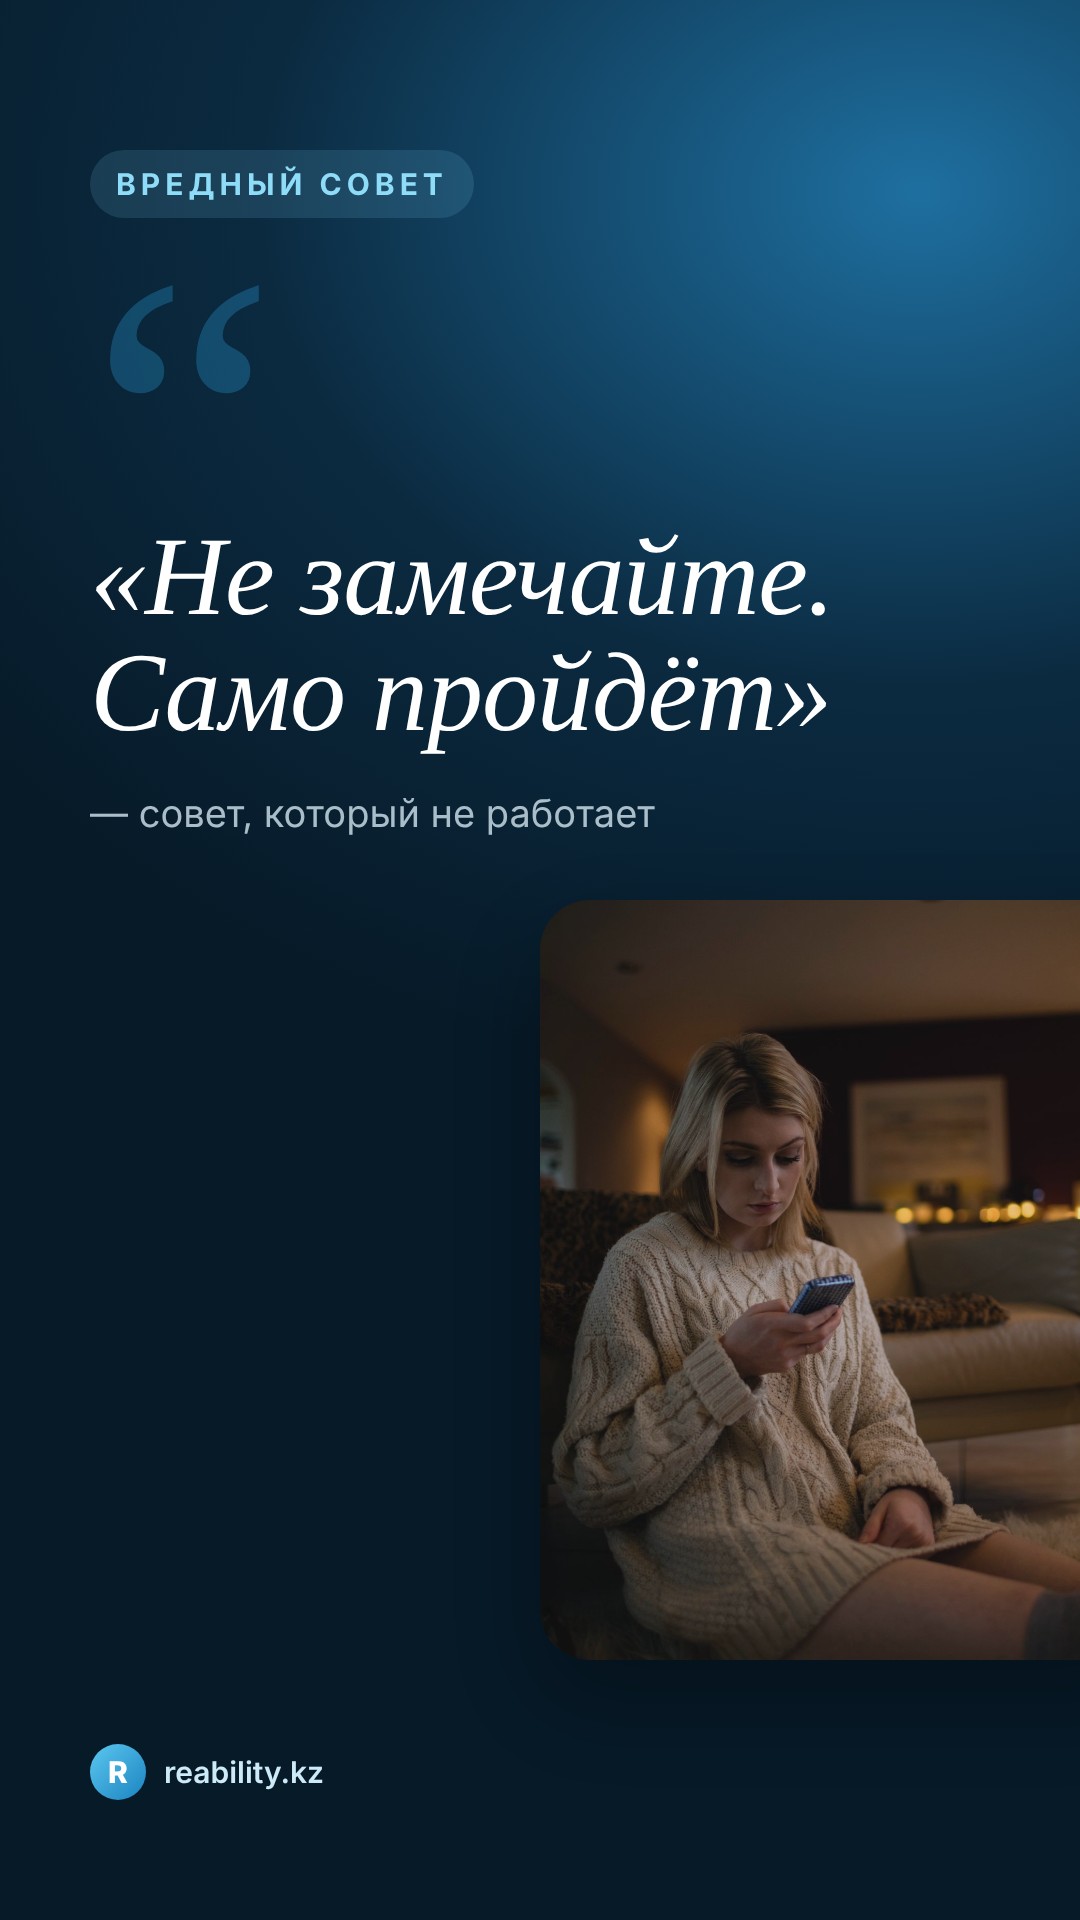 ВРЕДНЫЙ СОВЕТ
“
«Не замечайте.
Само пройдёт»
— совет, который не работает
R reability.kz